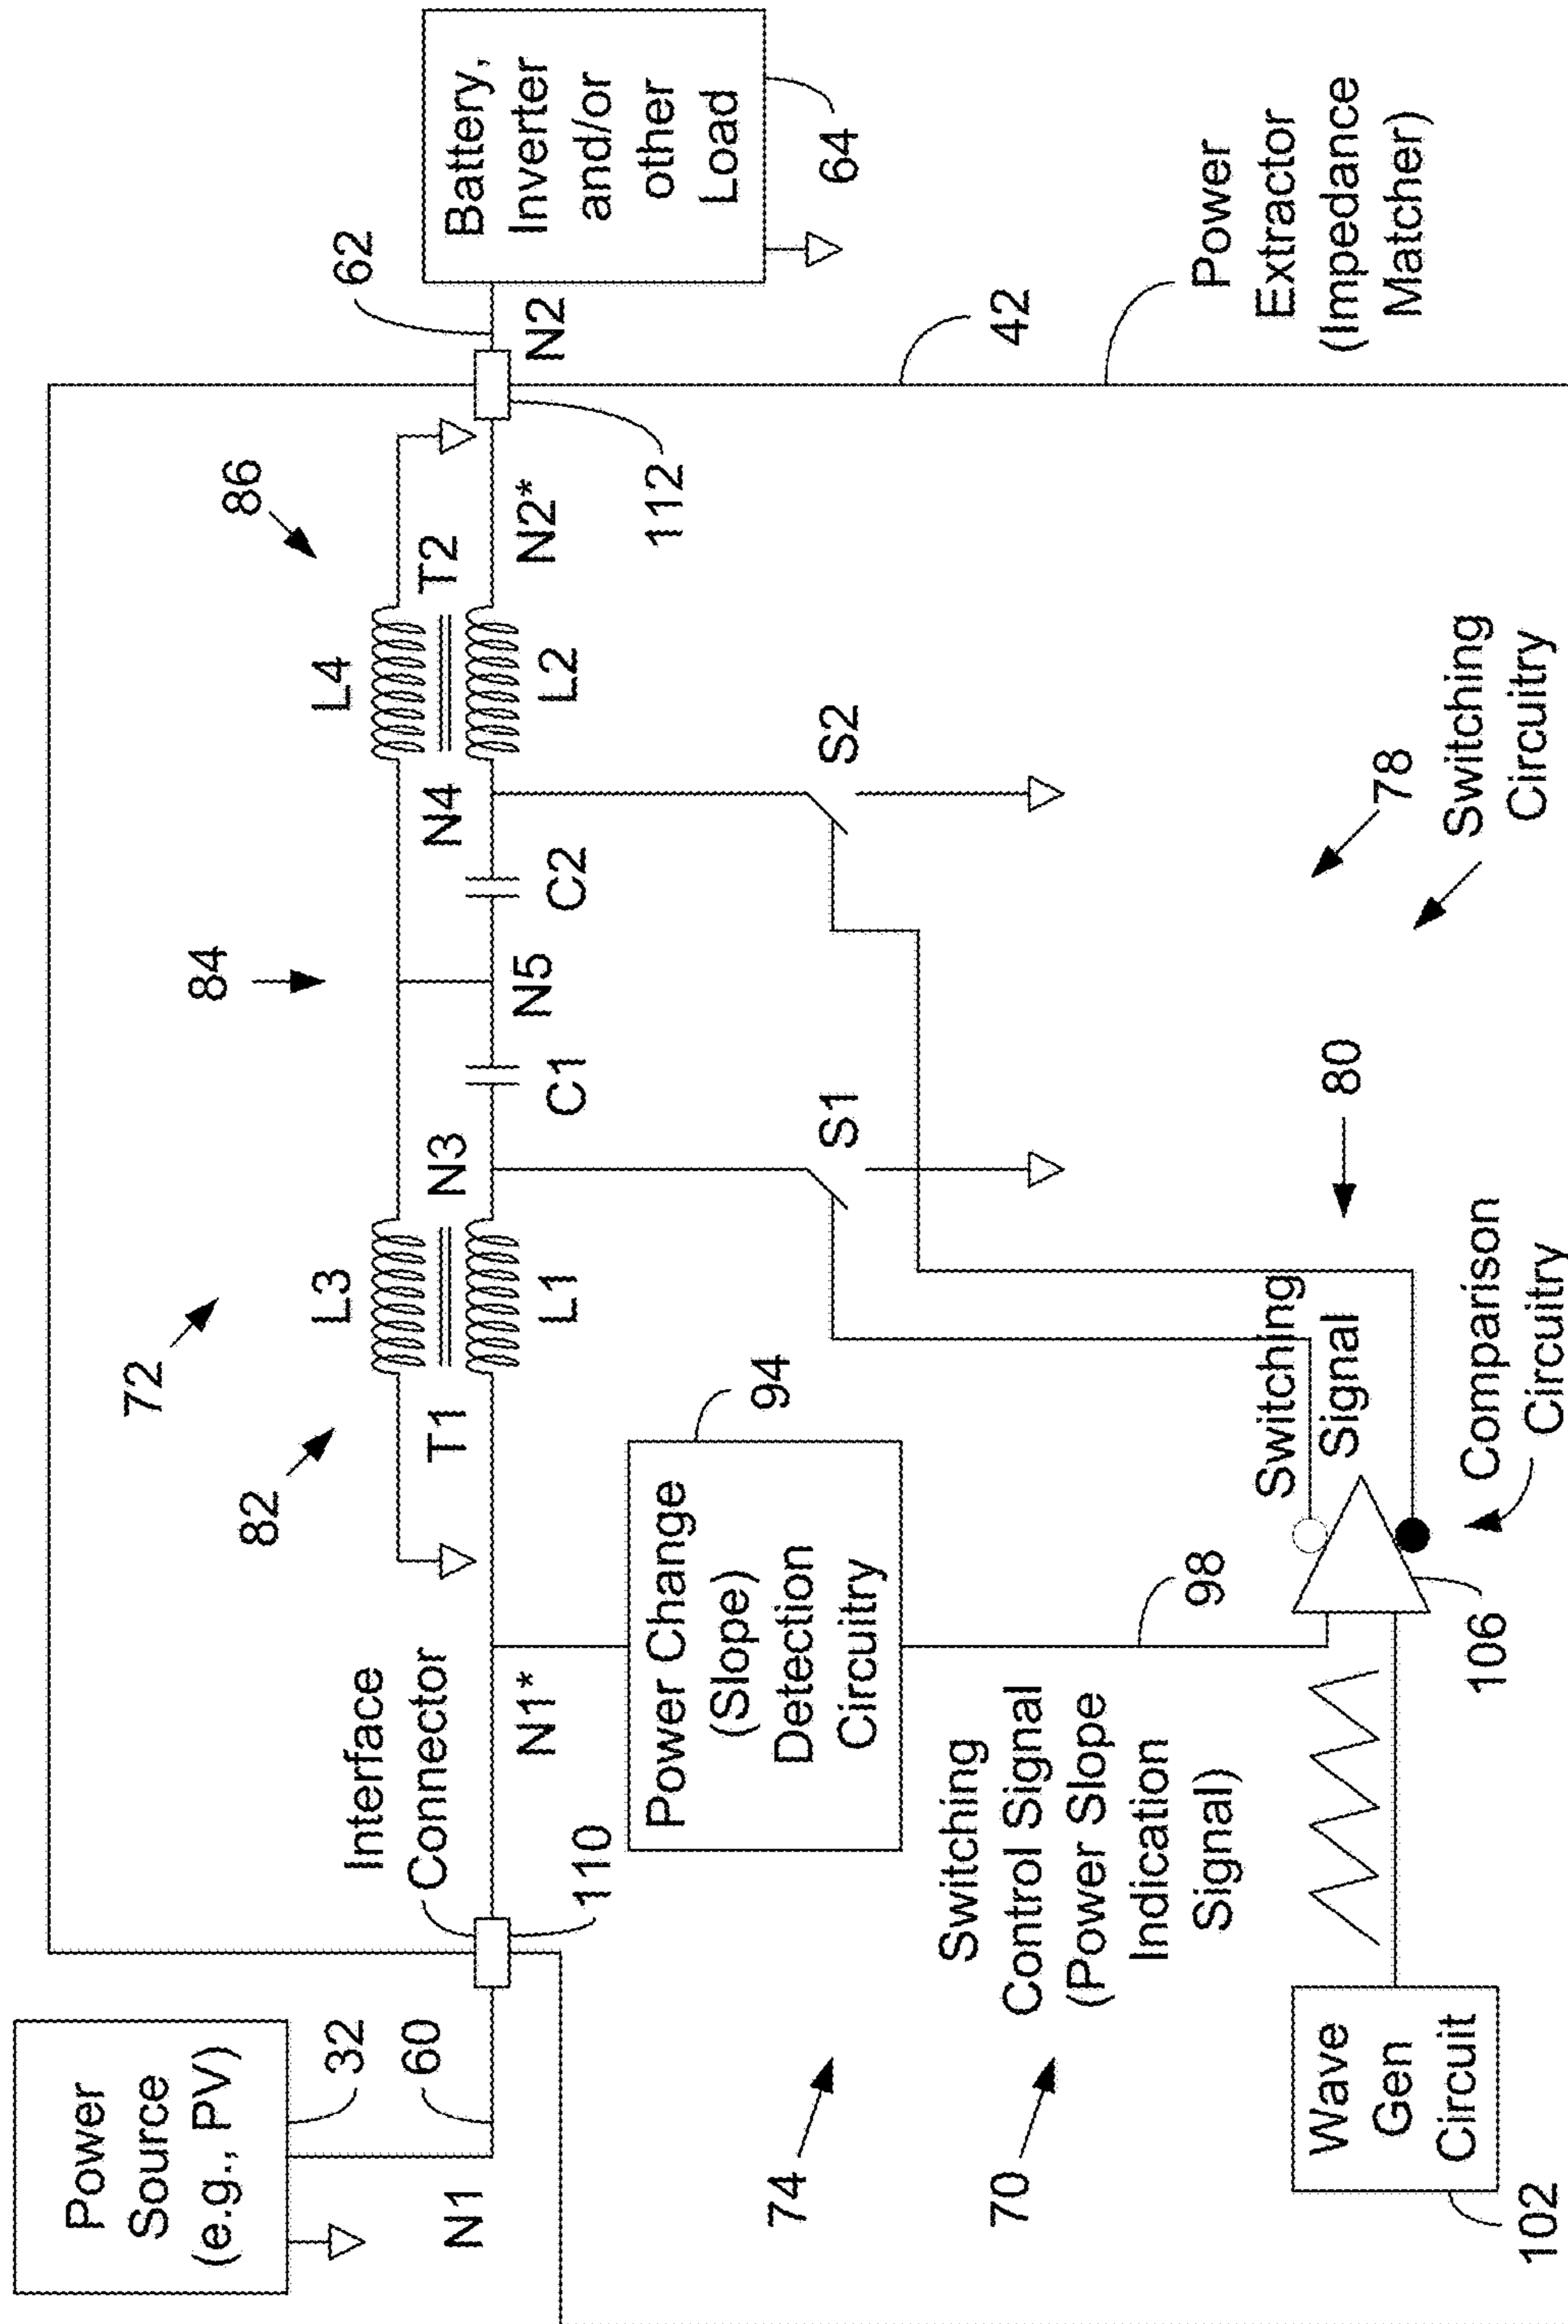 Power
Source
(e.g., PV)
32
60
N1
Interface
Connector
110
N1*
72
82
84
86
L3
T1
L1
N3
C1
N5
C2
N4
L4
T2
L2
N2*
112
N2
62
Battery,
Inverter
and/or
other
Load
64
Power Change
(Slope)
Detection
Circuitry
94
S1
S2
42
Power
Extractor
(Impedance
Matcher)
74
70
Switching
Control Signal
(Power Slope
Indication
Signal)
98
Switching
Signal
80
78
Switching
Circuitry
Wave
Gen
Circuit
102
106
Comparison
Circuitry